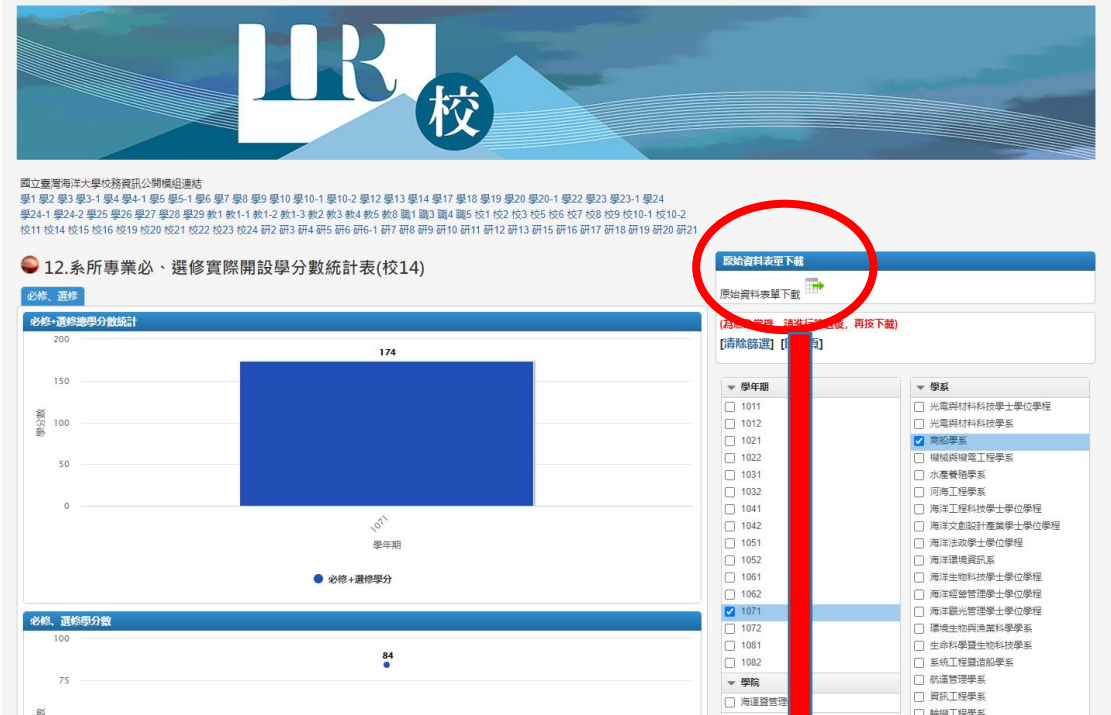 IR
校
國立臺灣海洋大學校務資訊公開模組連結
學1 學2 學3 學3-1 學4 學4-1 學5 學5-1 學6 學7 學8 學9 學10 學10-1 學10-2 學12 學13 學14 學17 學18 學19 學20 學20-1 學22 學23 學23-1 學24
學24-1 學24-2 學25 學26 學27 學28 學29 教1 教1-1 教1-2 教1-3 教2 教3 教4 教5 教8 職1 職3 職4 職5 校1 校2 校3 校5 校6 校7 校8 校9 校10-1 校10-2
校11 校14 校15 校16 校19 校20 校21 校22 校23 校24 研2 研3 研4 研5 研6 研6-1 研7 研8 研9 研10 研11 研12 研13 研15 研16 研17 研18 研19 研20 研21
12.系所專業必、選修實際開設學分數統計表(校14)
必修、選修
必修+選修總學分數統計
200
174
150
學分數
100
50
0
1071
學年期
必修+選修學分
必修、選修學分數
100
84
75
原始資料表單下載
原始資料表單下載
請進行 後，再按下載)
[清除篩選] [ 頁]
學年期
1011
1012
1021
1022
1031
1032
1041
1042
1051
1052
1061
1062
1071
1072
1081
1082
學院
海運暨管理
學系
光電與材料科技學士學位學程
光電與材料科技學系
商船學系
機械與機電工程學系
水產養殖學系
河海工程學系
海洋工程科技學士學位學程
海洋文創設計產業學士學位學程
海洋法政學士學位學程
海洋環境資訊系
海洋生物科技學士學位學程
海洋經營管理學士學位學程
海洋觀光管理學士學位學程
環境生物與漁業科學學系
生命科學暨生物科技學系
系統工程暨造船學系
航運管理學系
資訊工程學系
輪機工程學系